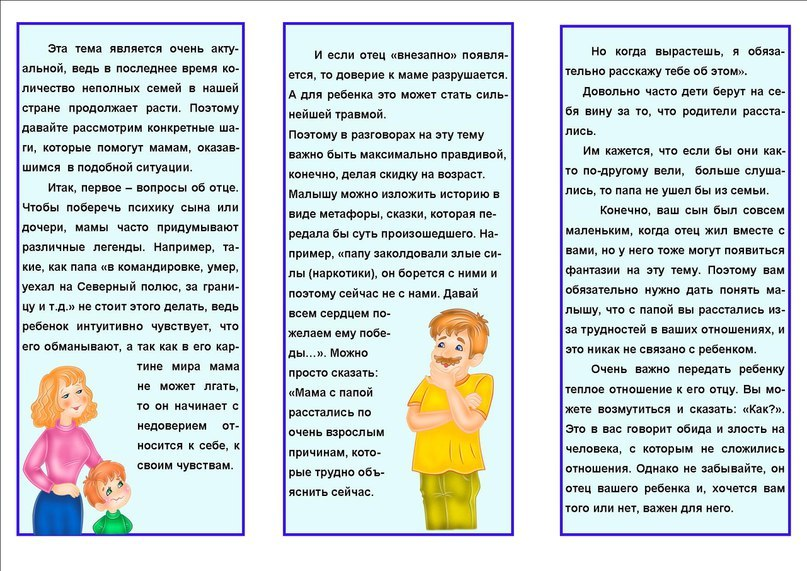 Эта тема является очень акту-
альной, ведь в последнее время ко-
личество неполных семей в нашей
стране продолжает расти. Поэтому
давайте рассмотрим конкретные ша-
ги, которые помогут мамам, оказав-
шимся в подобной ситуации.
Итак, первое – вопросы об отце.
Чтобы поберечь психику сына или
дочери, мамы часто придумывают
различные легенды. Например, та-
кие, как папа «в командировке, умер,
уехал на Северный полюс, за грани-
цу и т.д.» не стоит этого делать, ведь
ребенок интуитивно чувствует, что
его обманывают, а так как в его кар-
тине мира мама
не может лгать,
то он начинает с
недоверием от-
носится к себе, к
своим чувствам.
И если отец «внезапно» появля-
ется, то доверие к маме разрушается.
А для ребенка это может стать силь-
нейшей травмой.
Поэтому в разговорах на эту тему
важно быть максимально правдивой,
конечно, делая скидку на возраст.
Малышу можно изложить историю в
виде метафоры, сказки, которая пе-
редала бы суть произошедшего. На-
пример, «папу заколдовали злые си-
лы (наркотики), он борется с ними и
поэтому сейчас не с нами. Давай
всем сердцем по-
желаем ему побе-
ды…». Можно
просто сказать:
«Мама с папой
расстались по
очень взрослым
причинам, кото-
рые трудно объ-
яснить сейчас.
Но когда вырастешь, я обяза-
тельно расскажу тебе об этом».
Довольно часто дети берут на се-
бя вину за то, что родители расста-
лись.
Им кажется, что если бы они как-
то по-другому вели, больше слуша-
лись, то папа не ушел бы из семьи.
Конечно, ваш сын был совсем
маленьким, когда отец жил вместе с
вами, но у него тоже могут появиться
фантазии на эту тему. Поэтому вам
обязательно нужно дать понять ма-
лышу, что с папой вы расстались из-
за трудностей в ваших отношениях, и
это никак не связано с ребенком.
Очень важно передать ребенку
теплое отношение к его отцу. Вы мо-
жете возмутиться и сказать: «Как?».
Это в вас говорит обида и злость на
человека, с которым не сложились
отношения. Однако не забывайте, он
отец вашего ребенка и, хочется вам
того или нет, важен для него.